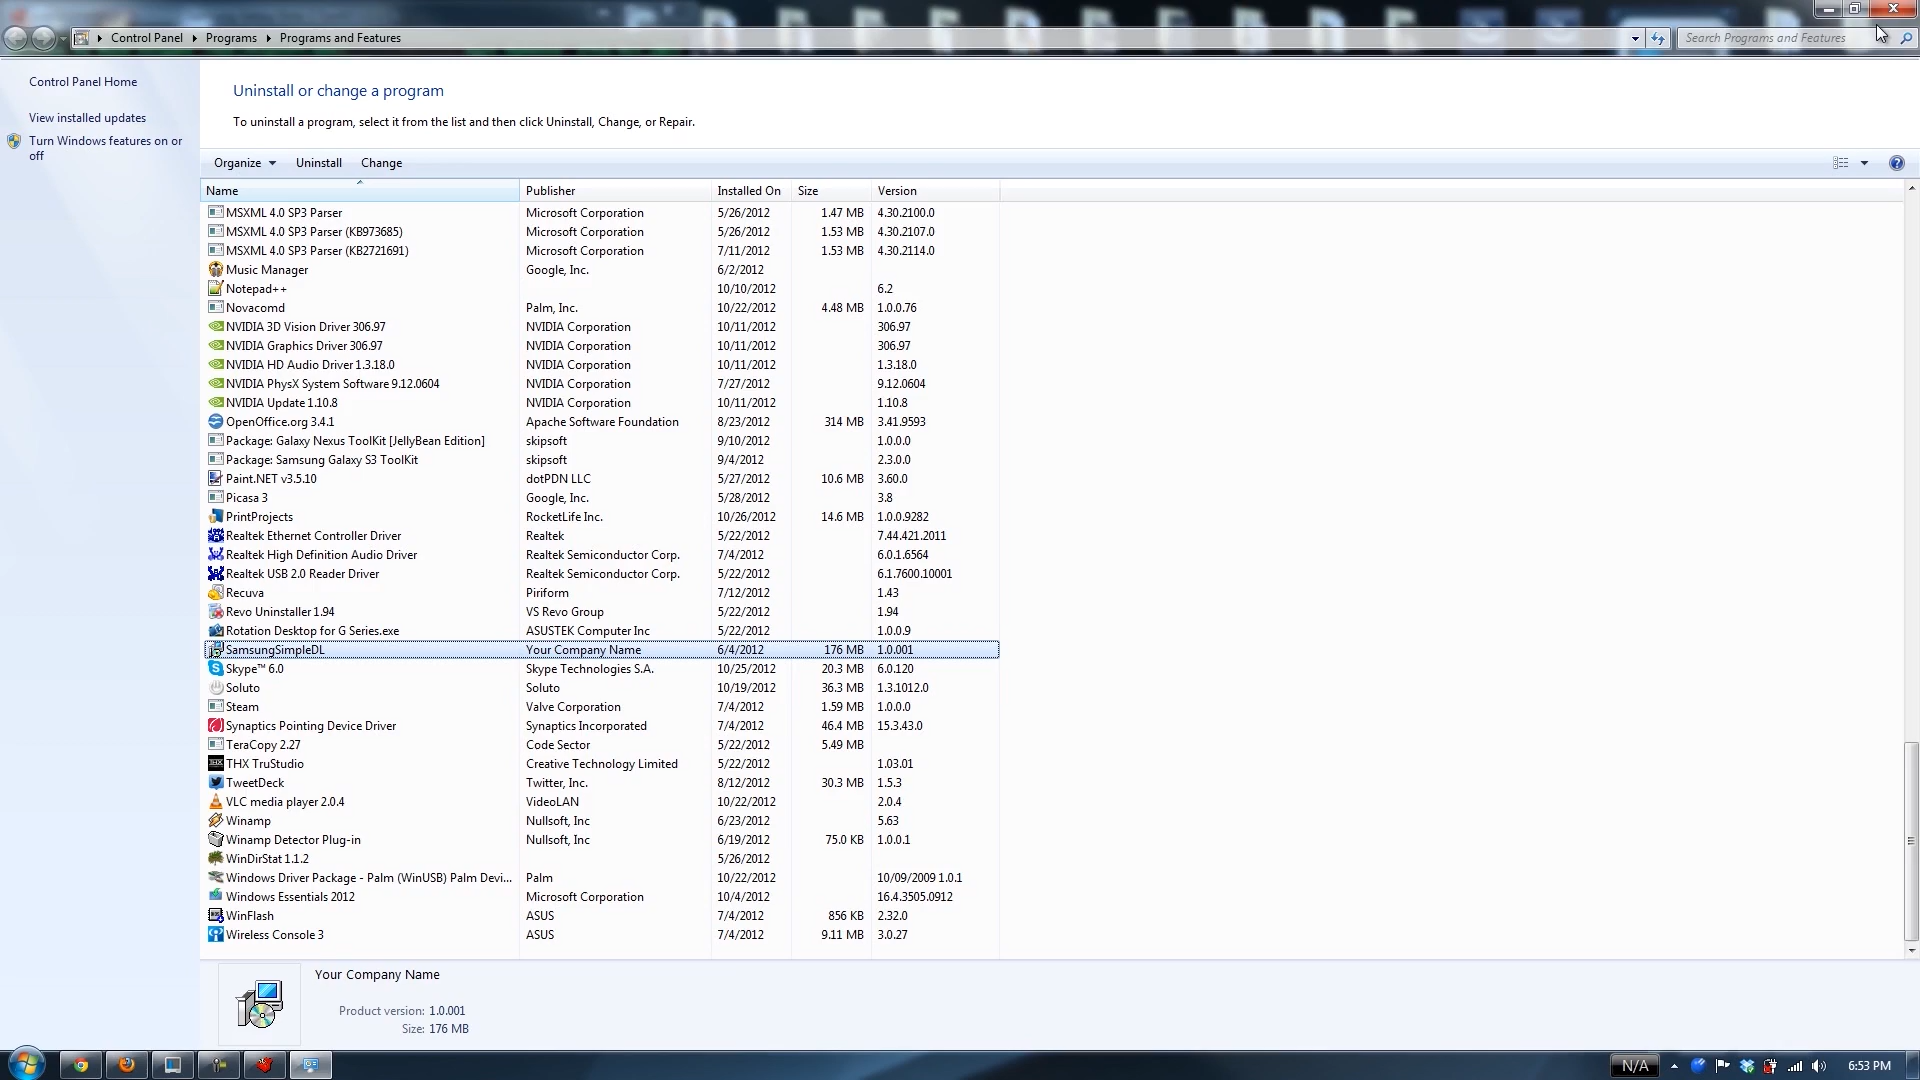 Control Panel Programs Programs and Features Search Programs and Features
Control Panel Home
View installed updates
Turn Windows features on or
off
Uninstall or change a program
To uninstall a program, select it from the list and then click Uninstall, Change, or Repair.
Organize Uninstall Change
Name Publisher Installed On Size Version
MSXML 4.0 SP3 Parser Microsoft Corporation 5/26/2012 1.47 MB 4.30.2100.0
MSXML 4.0 SP3 Parser (KB973685) Microsoft Corporation 5/26/2012 1.53 MB 4.30.2107.0
MSXML 4.0 SP3 Parser (KB2721691) Microsoft Corporation 7/11/2012 1.53 MB 4.30.2114.0
Music Manager Google, Inc. 6/2/2012
Notepad++ 10/10/2012 6.2
Novacomd Palm, Inc. 10/22/2012 4.48 MB 1.0.0.76
NVIDIA 3D Vision Driver 306.97 NVIDIA Corporation 10/11/2012 306.97
NVIDIA Graphics Driver 306.97 NVIDIA Corporation 10/11/2012 306.97
NVIDIA HD Audio Driver 1.3.18.0 NVIDIA Corporation 10/11/2012 1.3.18.0
NVIDIA PhysX System Software 9.12.0604 NVIDIA Corporation 7/27/2012 9.12.0604
NVIDIA Update 1.10.8 NVIDIA Corporation 10/11/2012 1.10.8
OpenOffice.org 3.4.1 Apache Software Foundation 8/23/2012 314 MB 3.41.9593
Package: Galaxy Nexus ToolKit [JellyBean Edition] skipsoft 9/10/2012 1.0.0.0
Package: Samsung Galaxy S3 ToolKit skipsoft 9/4/2012 2.3.0.0
Paint.NET v3.5.10 dotPDN LLC 5/27/2012 10.6 MB 3.60.0
Picasa 3 Google, Inc. 5/28/2012 3.8
PrintProjects RocketLife Inc. 10/26/2012 14.6 MB 1.0.0.9282
Realtek Ethernet Controller Driver Realtek 5/22/2012 7.44.421.2011
Realtek High Definition Audio Driver Realtek Semiconductor Corp. 7/4/2012 6.0.1.6564
Realtek USB 2.0 Reader Driver Realtek Semiconductor Corp. 5/22/2012 6.1.7600.10001
Recuva Piriform 7/12/2012 1.43
Revo Uninstaller 1.94 VS Revo Group 5/22/2012 1.94
Rotation Desktop for G Series.exe ASUSTEK Computer Inc 5/22/2012 1.0.0.9
SamsungSimpleDL Your Company Name 6/4/2012 176 MB 1.0.001
Skype™ 6.0 Skype Technologies S.A. 10/25/2012 20.3 MB 6.0.120
Soluto Soluto 10/19/2012 36.3 MB 1.3.1012.0
Steam Valve Corporation 7/4/2012 1.59 MB 1.0.0.0
Synaptics Pointing Device Driver Synaptics Incorporated 7/4/2012 46.4 MB 15.3.43.0
TeraCopy 2.27 Code Sector 5/22/2012 5.49 MB
THX TruStudio Creative Technology Limited 5/22/2012 1.03.01
TweetDeck Twitter, Inc. 8/12/2012 30.3 MB 1.5.3
VLC media player 2.0.4 VideoLAN 10/22/2012 2.0.4
Winamp Nullsoft, Inc 6/23/2012 5.63
Winamp Detector Plug-in Nullsoft, Inc 6/19/2012 75.0 KB 1.0.0.1
WinDirStat 1.1.2 5/26/2012
Windows Driver Package - Palm (WinUSB) Palm Devi... Palm 10/22/2012 10/09/2009 1.0.1
Windows Essentials 2012 Microsoft Corporation 10/4/2012 16.4.3505.0912
WinFlash ASUS 7/4/2012 856 KB 2.32.0
Wireless Console 3 ASUS 7/4/2012 9.11 MB 3.0.27
Your Company Name
Product version: 1.0.001
Size: 176 MB
N/A 6:53 PM